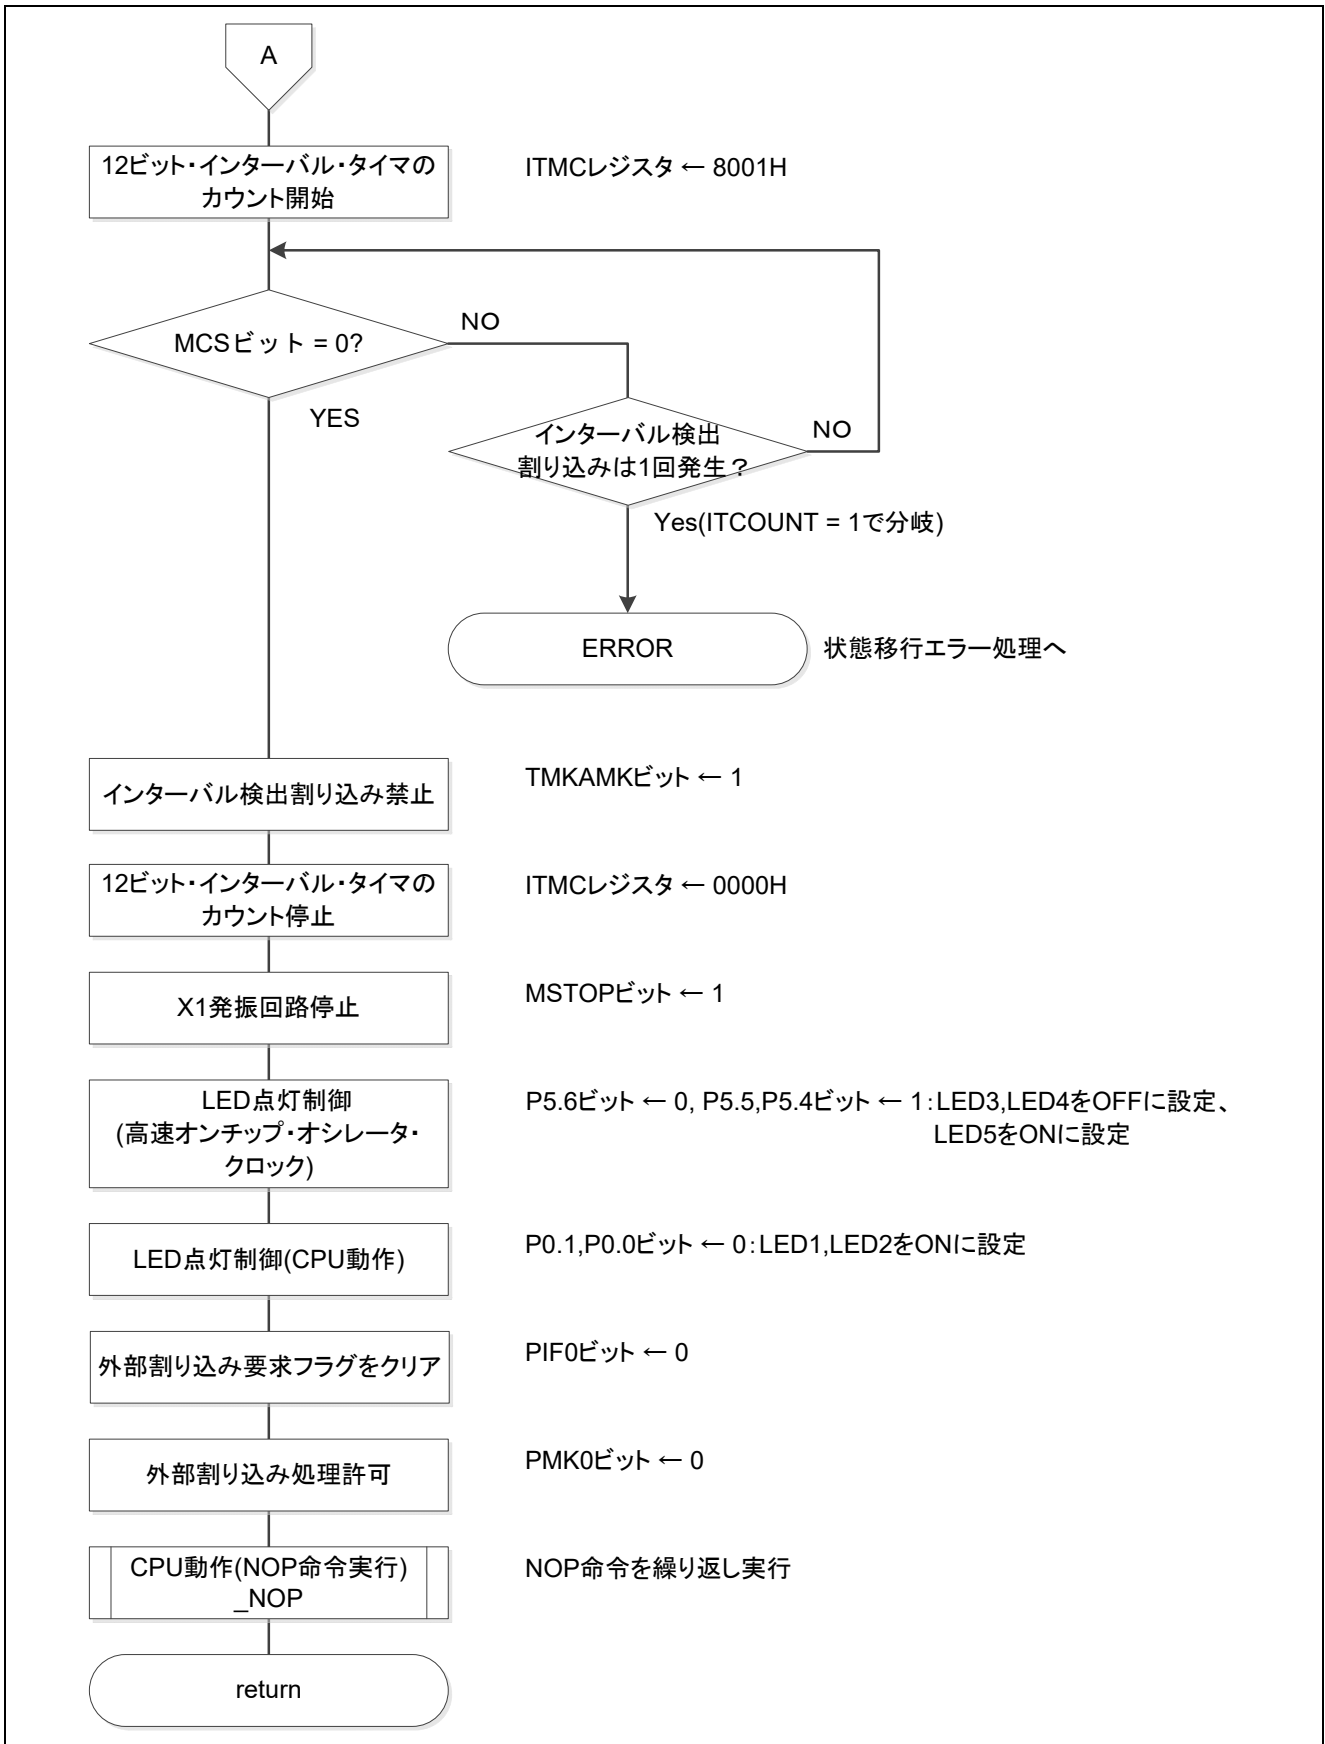 A
12ビット・インターバル・タイマの
カウント開始
ITMCレジスタ ← 8001H
MCSビット = 0?
NO
YES
インターバル検出
割り込みは1回発生？
NO
Yes(ITCOUNT = 1で分岐)
ERROR
状態移行エラー処理へ
インターバル検出割り込み禁止
TMKAMKビット ← 1
12ビット・インターバル・タイマの
カウント停止
ITMCレジスタ ← 0000H
X1発振回路停止
MSTOPビット ← 1
LED点灯制御
(高速オンチップ・オシレータ・
クロック)
P5.6ビット ← 0, P5.5,P5.4ビット ← 1：LED3,LED4をOFFに設定、
LED5をONに設定
LED点灯制御(CPU動作)
P0.1,P0.0ビット ← 0：LED1,LED2をONに設定
外部割り込み要求フラグをクリア
PIF0ビット ← 0
外部割り込み処理許可
PMK0ビット ← 0
CPU動作(NOP命令実行)
_NOP
NOP命令を繰り返し実行
return